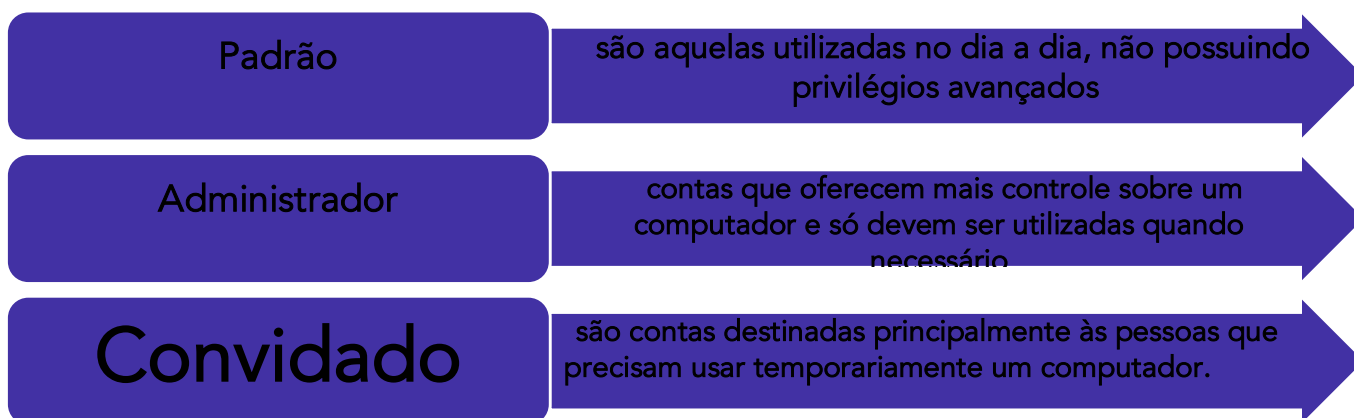 Padrão
são aquelas utilizadas no dia a dia, não possuindo
privilégios avançados
Administrador
contas que oferecem mais controle sobre um
computador e só devem ser utilizadas quando
necessário
Convidado
são contas destinadas principalmente às pessoas que
precisam usar temporariamente um computador.